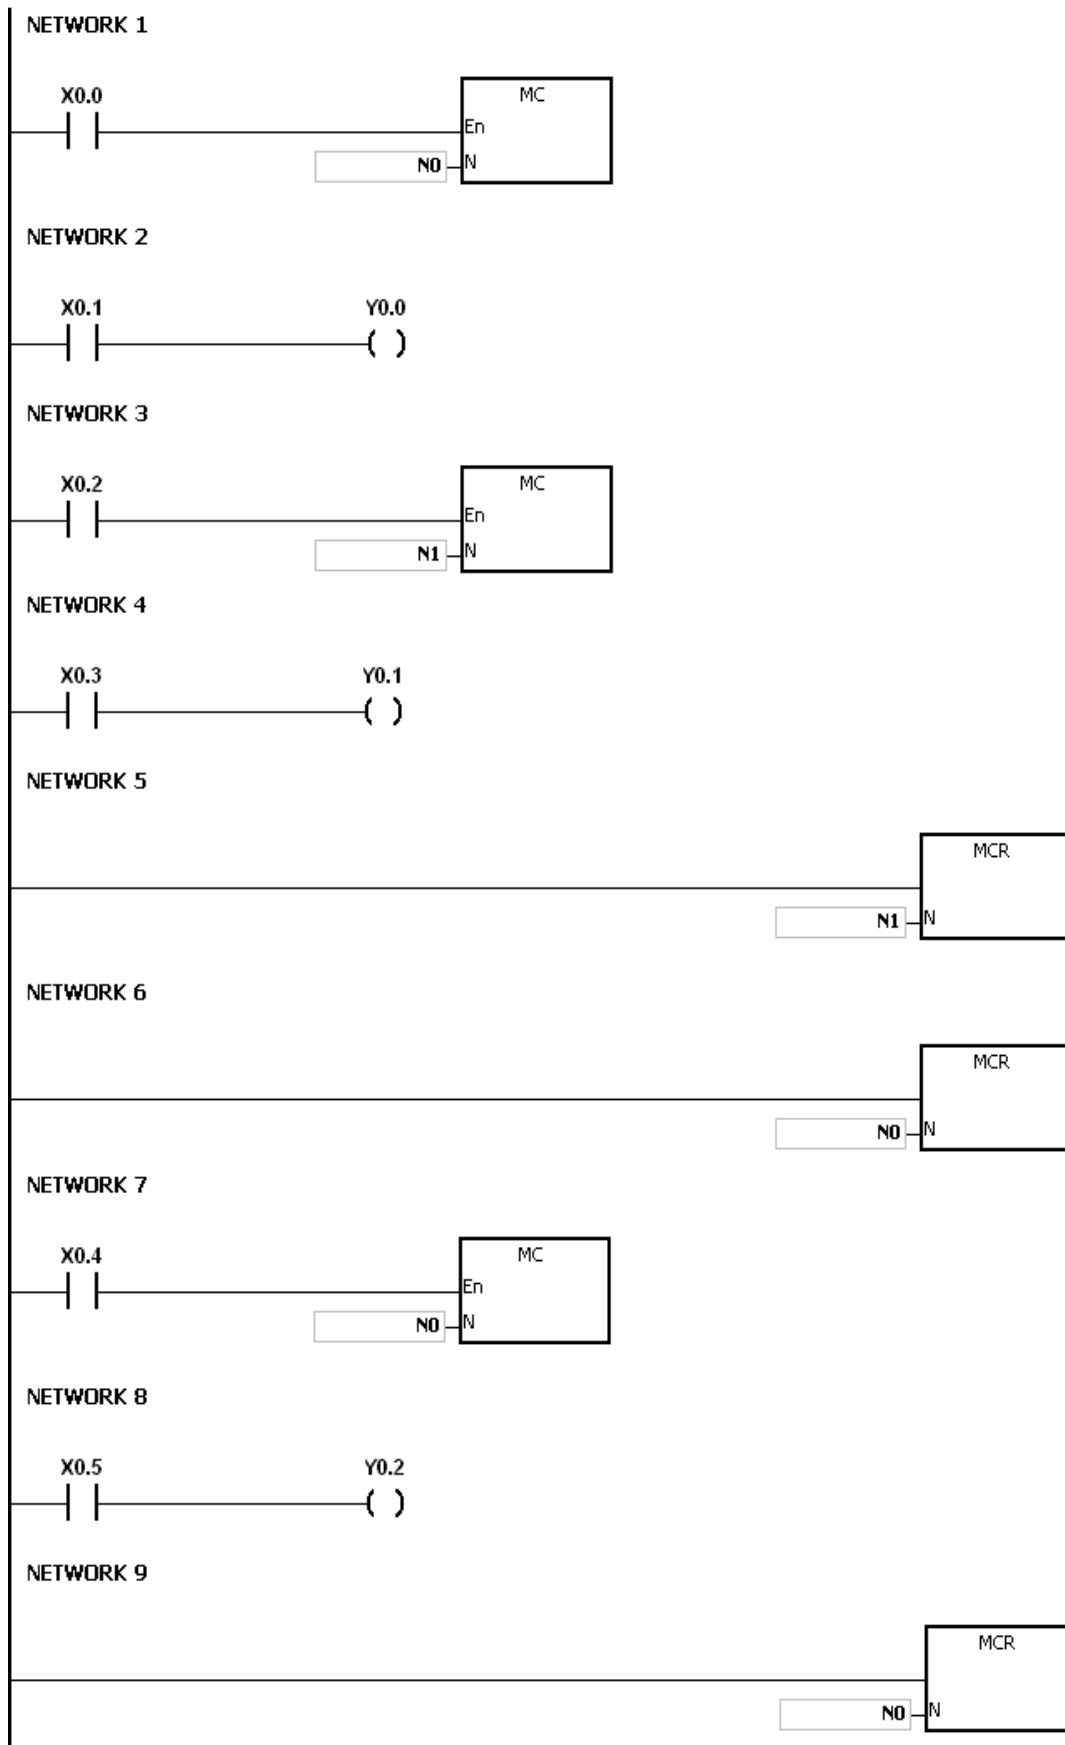 NETWORK 1
X0.0
MC
En
N0 N
NETWORK 2
X0.1 Y0.0
NETWORK 3
X0.2
MC
En
N1 N
NETWORK 4
X0.3 Y0.1
NETWORK 5
MCR
N1 N
NETWORK 6
MCR
N0 N
NETWORK 7
X0.4
MC
En
N0 N
NETWORK 8
X0.5 Y0.2
NETWORK 9
MCR
N0 N